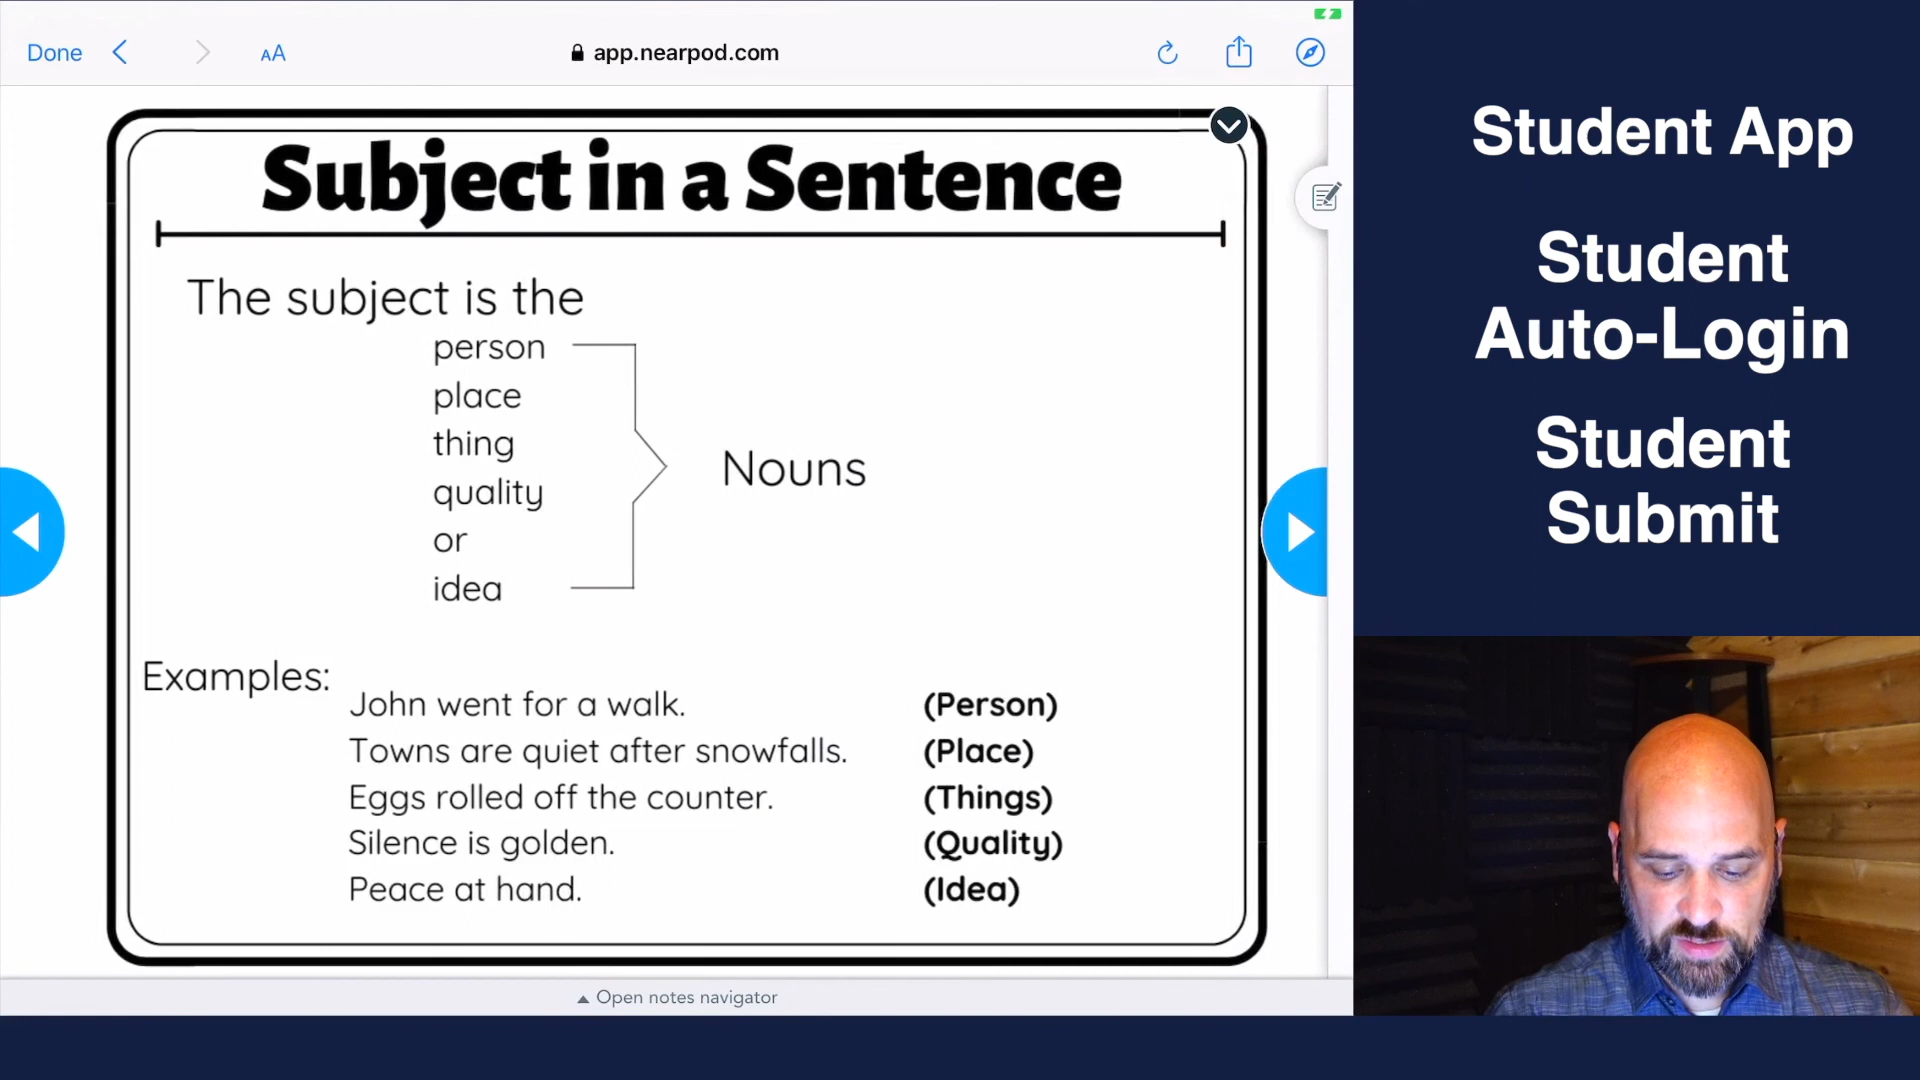 Done
AA
app.nearpod.com
Subject in a Sentence
The subject is the
person
place
thing
quality
or
idea
Nouns
Examples:
John went for a walk. (Person)
Towns are quiet after snowfalls. (Place)
Eggs rolled off the counter. (Things)
Silence is golden. (Quality)
Peace at hand. (Idea)
Open notes navigator
Student App
Student
Auto-Login
Student
Submit